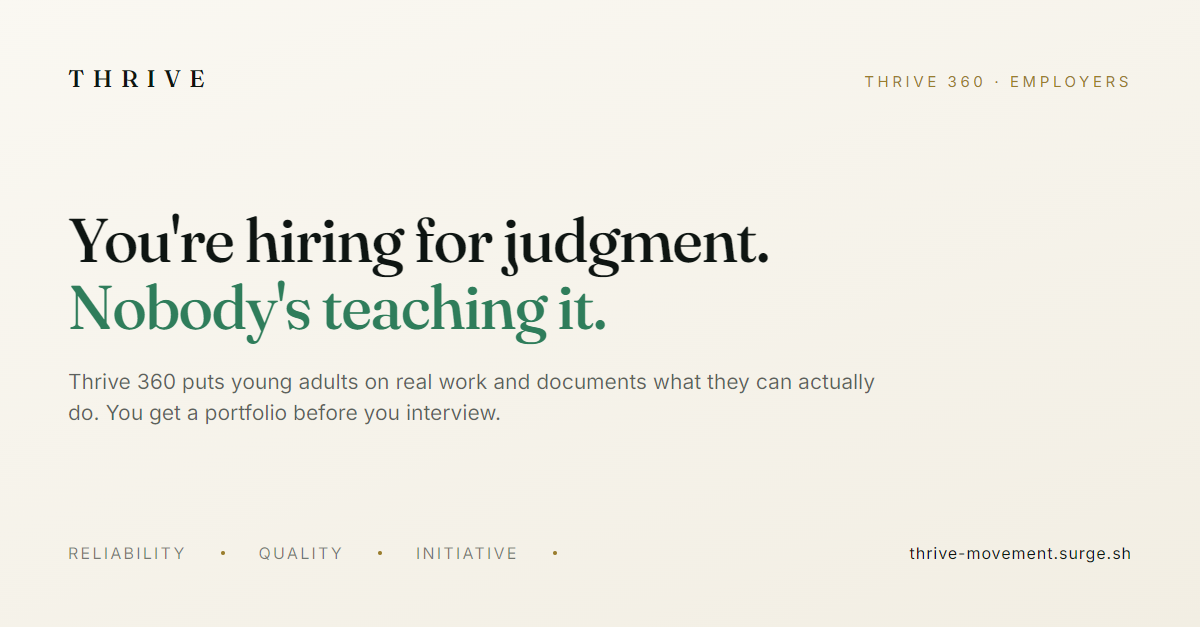 THRIVE
THRIVE 360 · EMPLOYERS
You're hiring for judgment.
Nobody's teaching it.
Thrive 360 puts young adults on real work and documents what they can actually
do. You get a portfolio before you interview.
RELIABILITY • QUALITY • INITIATIVE •
thrive-movement.surge.sh